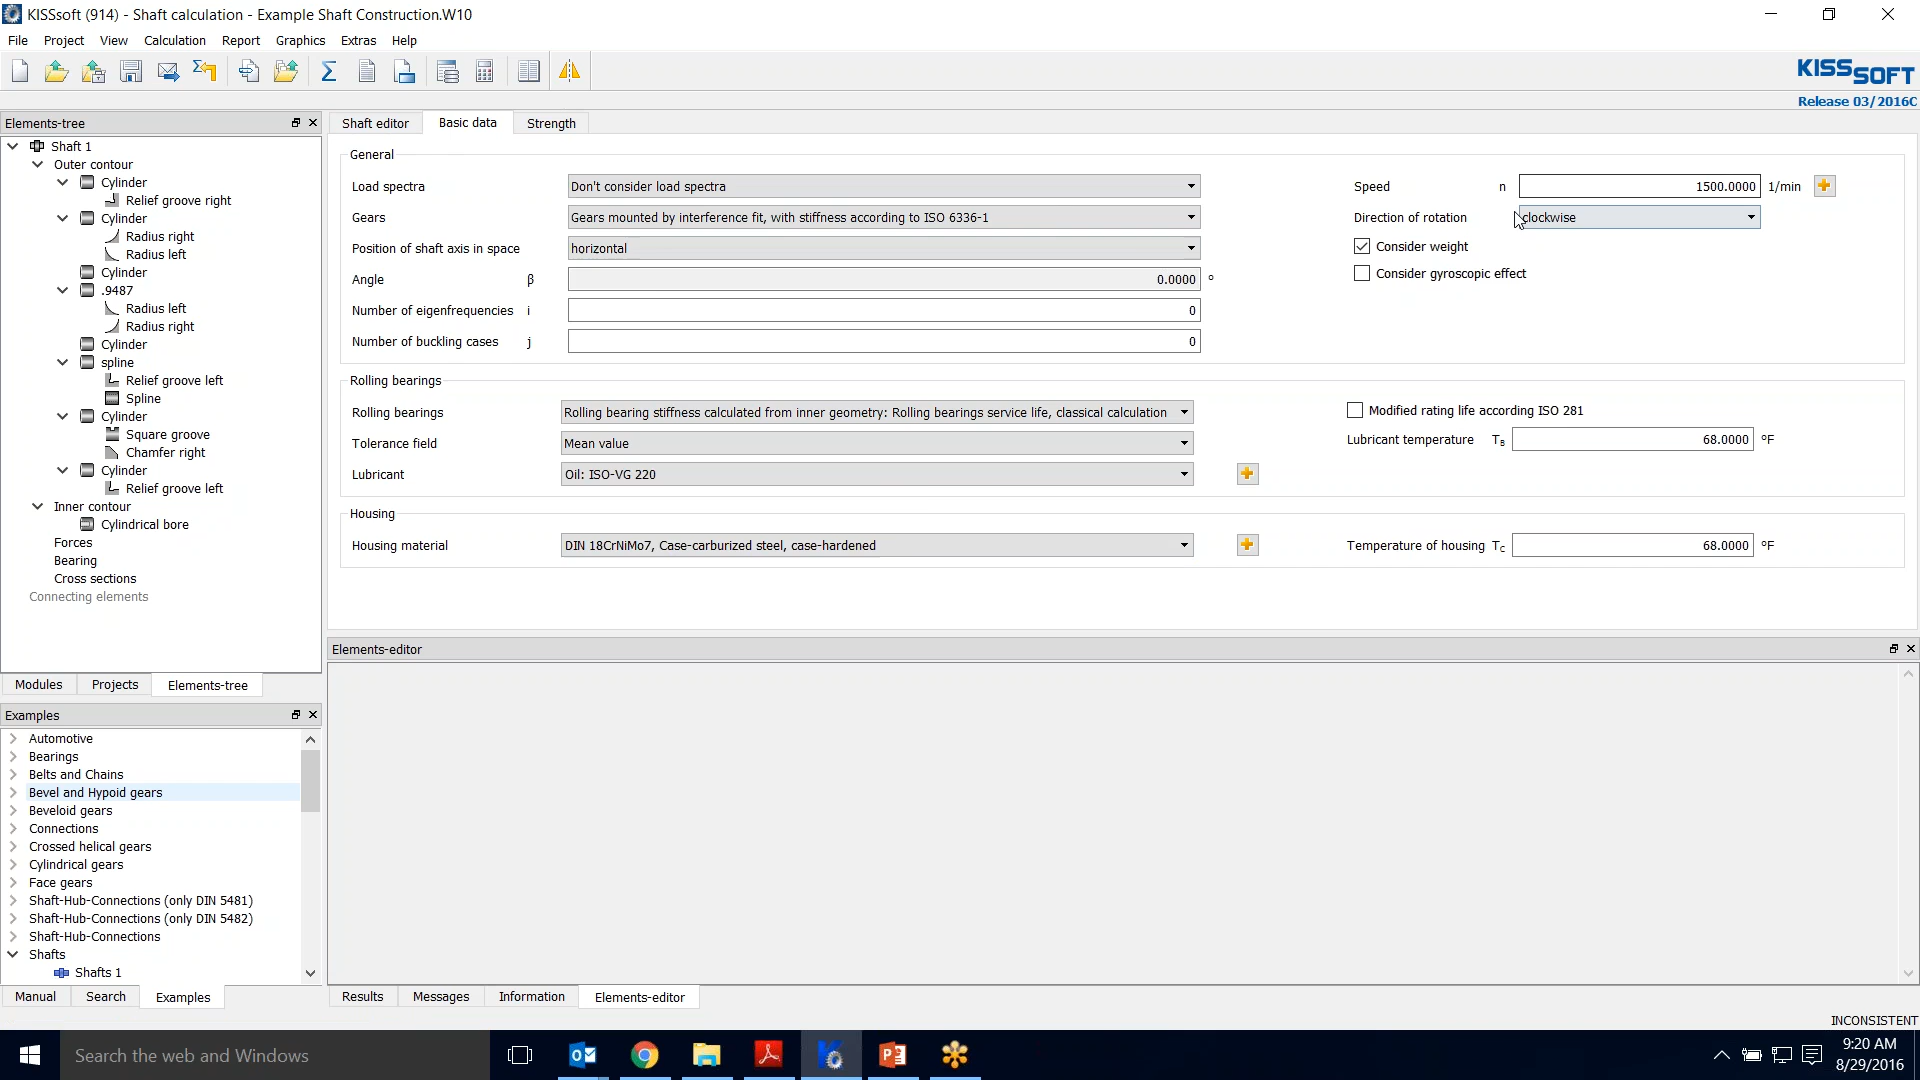 KISSsoft (914) - Shaft calculation - Example Shaft Construction.W10
File Project View Calculation Report Graphics Extras Help
KISSSOFT
Release 03/2016C
Elements-tree
Shaft 1
Outer contour
Cylinder
Relief groove right
Cylinder
Radius right
Radius left
Cylinder
.9487
Radius left
Radius right
Cylinder
spline
Relief groove left
Spline
Cylinder
Square groove
Chamfer right
Cylinder
Relief groove left
Inner contour
Cylindrical bore
Forces
Bearing
Cross sections
Connecting elements
Modules Projects Elements-tree
Examples
Automotive
Bearings
Belts and Chains
Bevel and Hypoid gears
Beveloid gears
Connections
Crossed helical gears
Cylindrical gears
Face gears
Shaft-Hub-Connections (only DIN 5481)
Shaft-Hub-Connections (only DIN 5482)
Shaft-Hub-Connections
Shafts
Shafts 1
Manual Search Examples
Shaft editor Basic data Strength
General
Load spectra Don't consider load spectra Speed n 1500.0000 1/min
Gears Gears mounted by interference fit, with stiffness according to ISO 6336-1 Direction of rotation clockwise
Position of shaft axis in space horizontal Consider weight
Angle β 0.0000 ° Consider gyroscopic effect
Number of eigenfrequencies i 0
Number of buckling cases j 0
Rolling bearings
Rolling bearings Rolling bearing stiffness calculated from inner geometry: Rolling bearings service life, classical calculation Modified rating life according ISO 281
Tolerance field Mean value Lubricant temperature TB 68.0000 °F
Lubricant Oil: ISO-VG 220
Housing
Housing material DIN 18CrNiMo7, Case-carburized steel, case-hardened Temperature of housing TC 68.0000 °F
Elements-editor
Results Messages Information Elements-editor
INCONSISTENT
Search the web and Windows
9:20 AM
8/29/2016